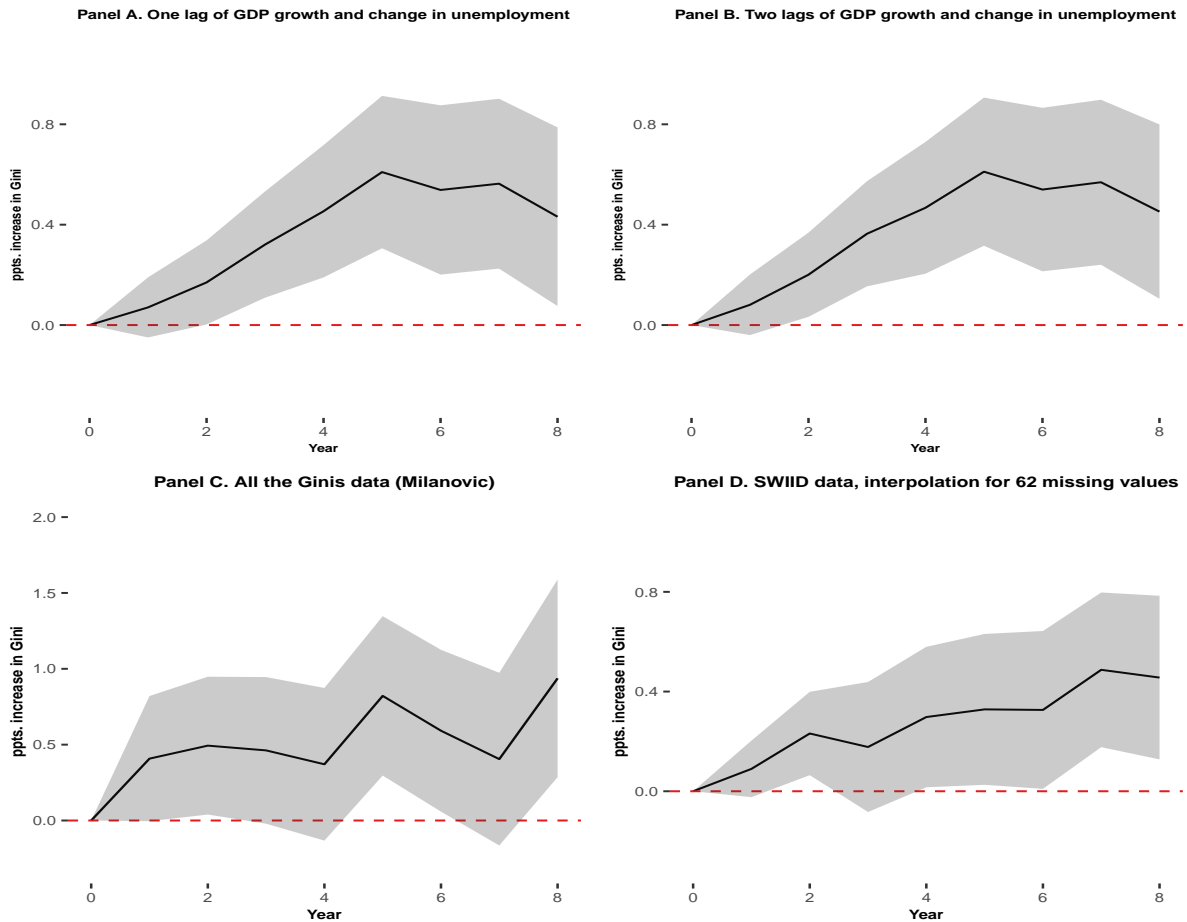 Panel A. One lag of GDP growth and change in unemployment
0.8
0.4
0.0
ppts. increase in Gini
0 2 4 6 8
Year
Panel B. Two lags of GDP growth and change in unemployment
0.8
0.4
0.0
ppts. increase in Gini
0 2 4 6 8
Year
Panel C. All the Ginis data (Milanovic)
2.0
1.5
1.0
0.5
0.0
ppts. increase in Gini
0 2 4 6 8
Year
Panel D. SWIID data, interpolation for 62 missing values
0.8
0.4
0.0
ppts. increase in Gini
0 2 4 6 8
Year